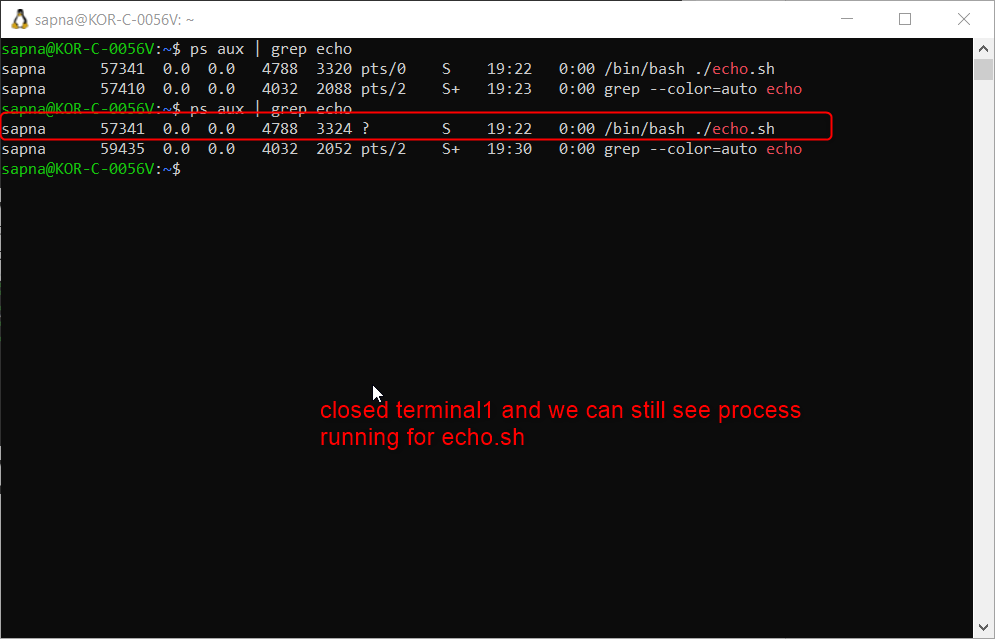 sapna@KOR-C-0056V: ~
sapna@KOR-C-0056V:~$ ps aux | grep echo
sapna      57341  0.0  0.0   4788  3320 pts/0    S    19:22   0:00 /bin/bash ./echo.sh
sapna      57410  0.0  0.0   4032  2088 pts/2    S+   19:23   0:00 grep --color=auto echo
sapna@KOR-C-0056V:~$ ps aux | grep echo
sapna      57341  0.0  0.0   4788  3324 ?        S    19:22   0:00 /bin/bash ./echo.sh
sapna      59435  0.0  0.0   4032  2052 pts/2    S+   19:30   0:00 grep --color=auto echo
sapna@KOR-C-0056V:~$
closed terminal1 and we can still see process
running for echo.sh